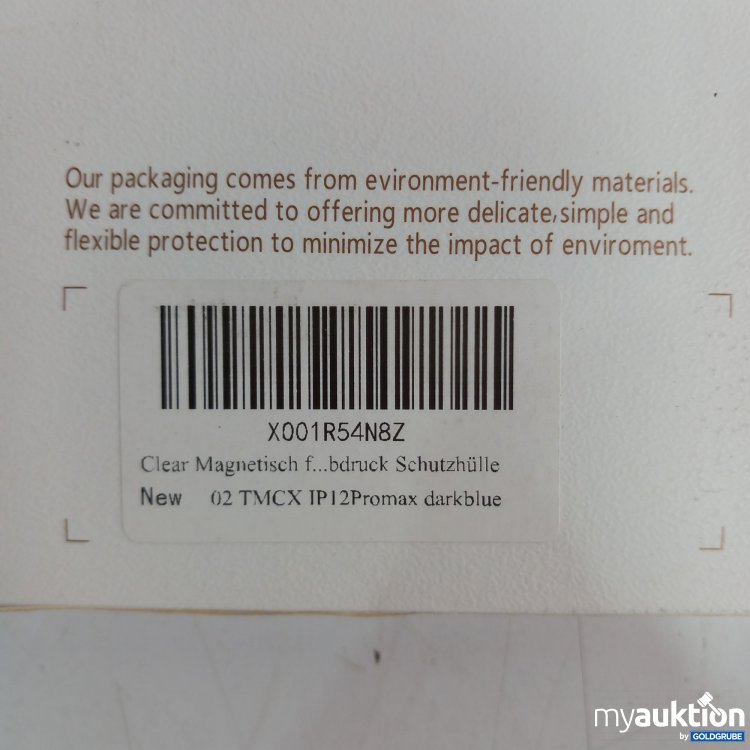 Our packaging comes from evironment-friendly materials.
We are committed to offering more delicate,simple and
flexible protection to minimize the impact of enviroment.
X001R54N8Z
Clear Magnetisch f...bdruck Schutzhülle
New 02 TMCX IP12Promax darkblue
myauktion
by GOLDGRUBE